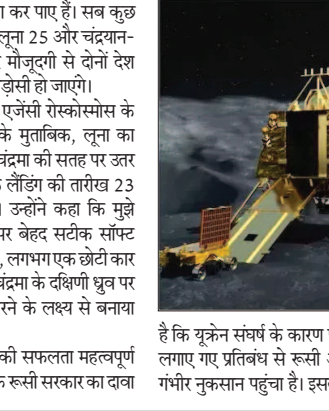 ा कर पाए हैं। सब कुछ
लूना 25 और चंद्रयान-
मौजूदगी से दोनों देश
ड़ोसी हो जाएंगे।
एजेंसी रोस्कोस्मोस के
के मुताबिक, लूना का
चंद्रमा की सतह पर उतर
लैंडिंग की तारीख 23
। उन्होंने कहा कि मुझे
पर बेहद सटीक सॉफ्ट
, लगभग एक छोटी कार
चंद्रमा के दक्षिणी ध्रुव पर
रने के लक्ष्य से बनाया
की सफलता महत्वपूर्ण
रूसी सरकार का दावा
है कि यूक्रेन संघर्ष के कारण
लगाए गए प्रतिबंध से रूसी
गंभीर नुकसान पहुंचा है।